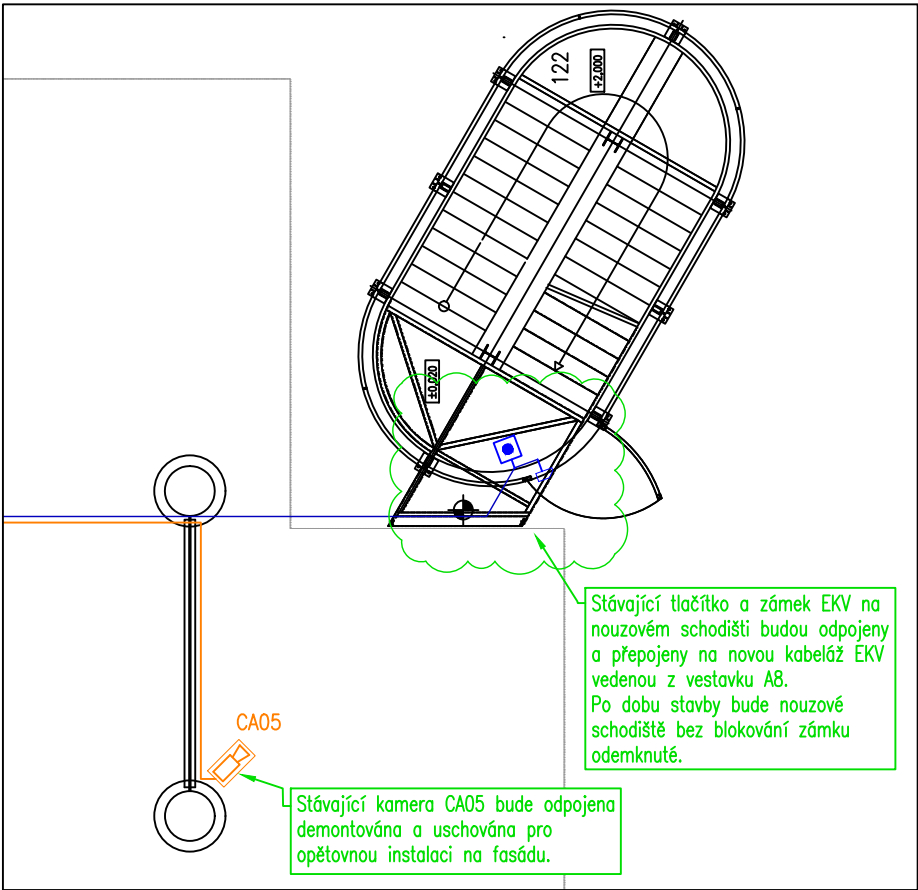 122
+2,000
±0,020
CA05
Stávající tlačítko a zámek EKV na
nouzovém schodišti budou odpojeny
a přepojeny na novou kabeláž EKV
vedenou z vestavku A8.
Po dobu stavby bude nouzové
schodiště bez blokování zámku
odemknuté.
Stávající kamera CA05 bude odpojena
demontována a uschována pro
opětovnou instalaci na fasádu.